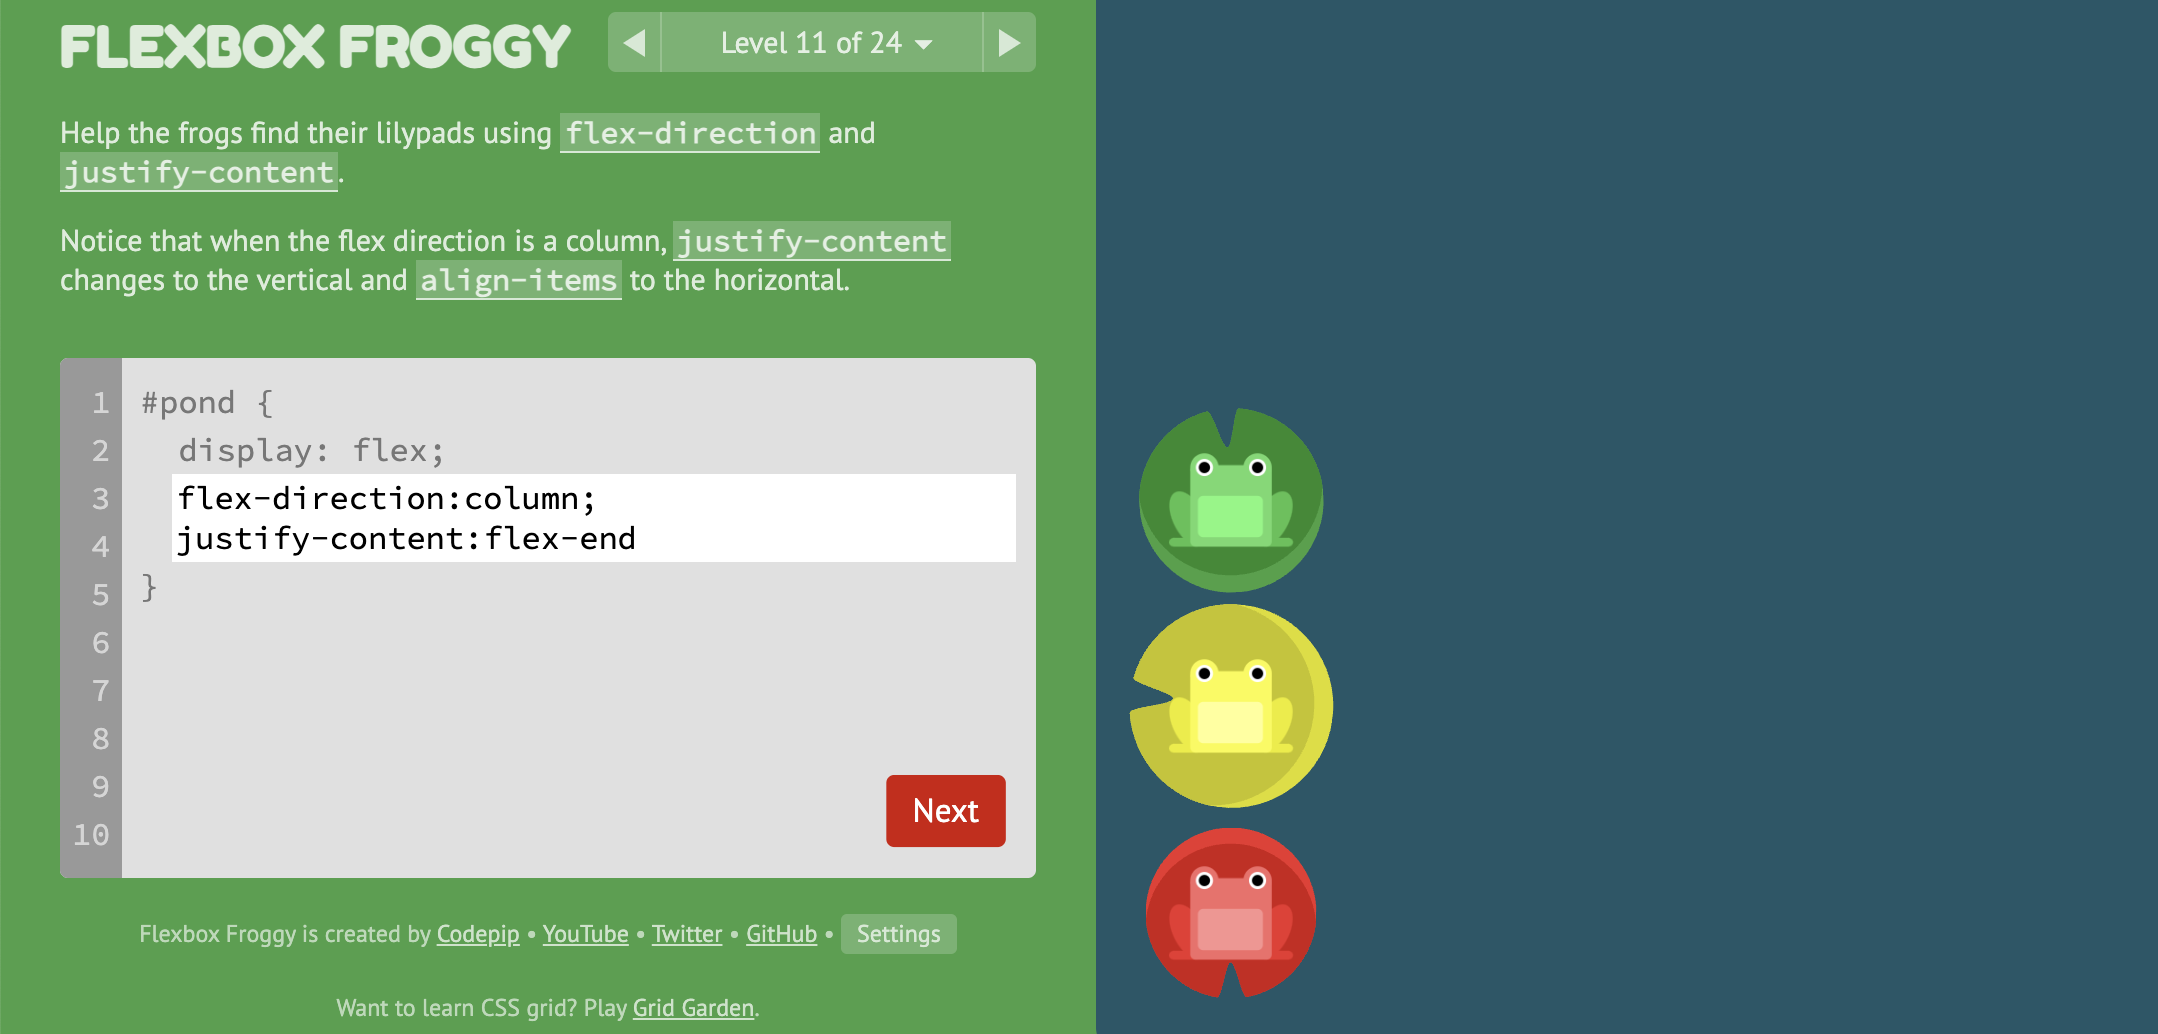 FLEXBOX FROGGY
Level 11 of 24
Help the frogs find their lilypads using flex-direction and
justify-content.
Notice that when the flex direction is a column, justify-content
changes to the vertical and align-items to the horizontal.
1 #pond {
2 display: flex;
3 flex-direction:column;
4 justify-content:flex-end
5 }
6
7
8
9
10
Next
Flexbox Froggy is created by Codepip • YouTube • Twitter • GitHub • Settings
Want to learn CSS grid? Play Grid Garden.